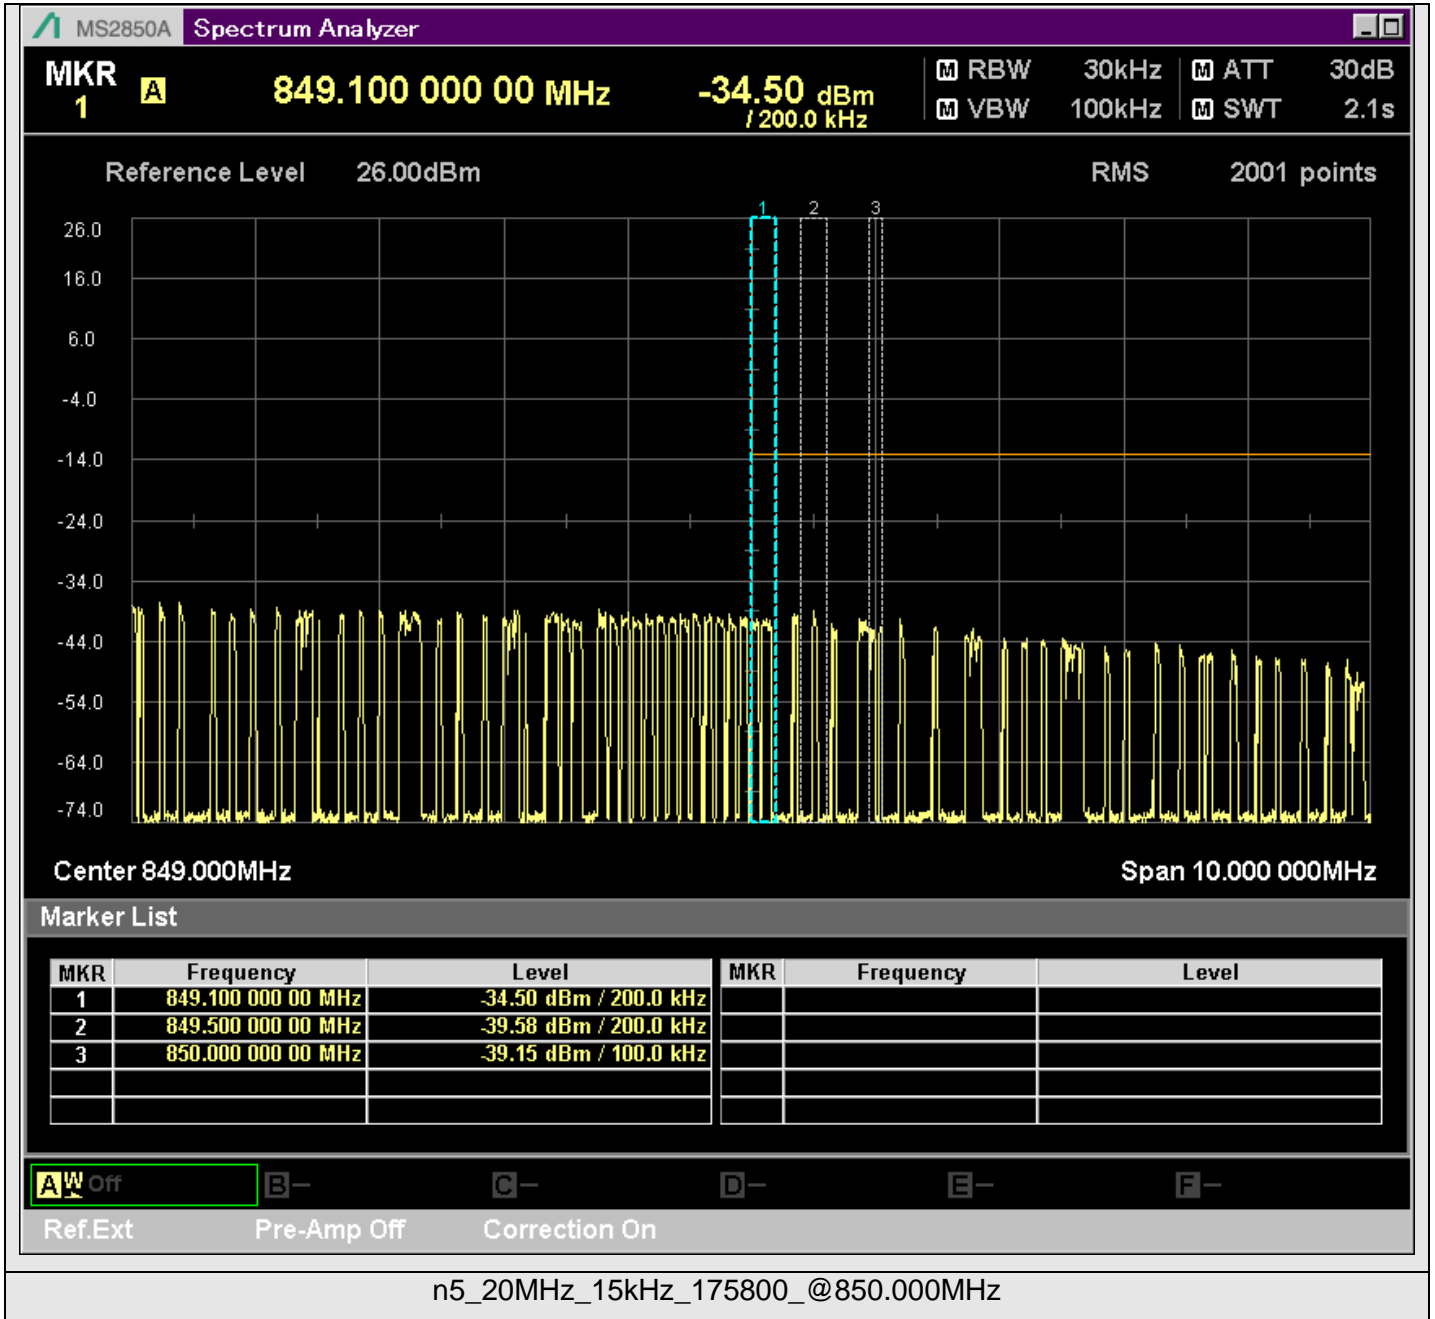 MS2850A Spectrum Analyzer
MKR 1 A 849.100 000 00 MHz -34.50 dBm / 200.0 kHz
M RBW 30kHz M ATT 30dB
M VBW 100kHz M SWT 2.1s
Reference Level 26.00dBm RMS 2001 points
1 2 3
26.0
16.0
6.0
-4.0
-14.0
-24.0
-34.0
-44.0
-54.0
-64.0
-74.0
Center 849.000MHz Span 10.000 000MHz
Marker List
MKR Frequency Level MKR Frequency Level
1 849.100 000 00 MHz -34.50 dBm / 200.0 kHz
2 849.500 000 00 MHz -39.58 dBm / 200.0 kHz
3 850.000 000 00 MHz -39.15 dBm / 100.0 kHz
A W Off B - C - D - E - F -
Ref.Ext Pre-Amp Off Correction On
n5_20MHz_15kHz_175800_@850.000MHz